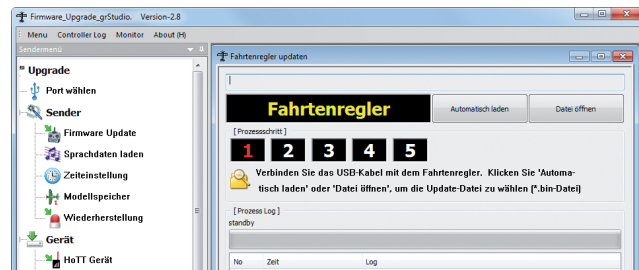 Firmware_Upgrade_grStudio. Version-2.8
Menu Controller Log Monitor About (H)
Sendermenü
Upgrade
Port wählen
Sender
Firmware Update
Sprachdaten laden
Zeiteinstellung
Modellspeicher
Wiederherstellung
Gerät
HoTT Gerät
Fahrtenregler updaten
Fahrtenregler
Automatisch laden
Datei öffnen
[ Prozessschritt ]
1 2 3 4 5
Verbinden Sie das USB-Kabel mit dem Fahrtenregler. Klicken Sie 'Automa-
tisch laden' oder 'Datei öffnen', um die Update-Datei zu wählen (*.bin-Datei)
[ Prozess Log ]
standby
No Zeit Log